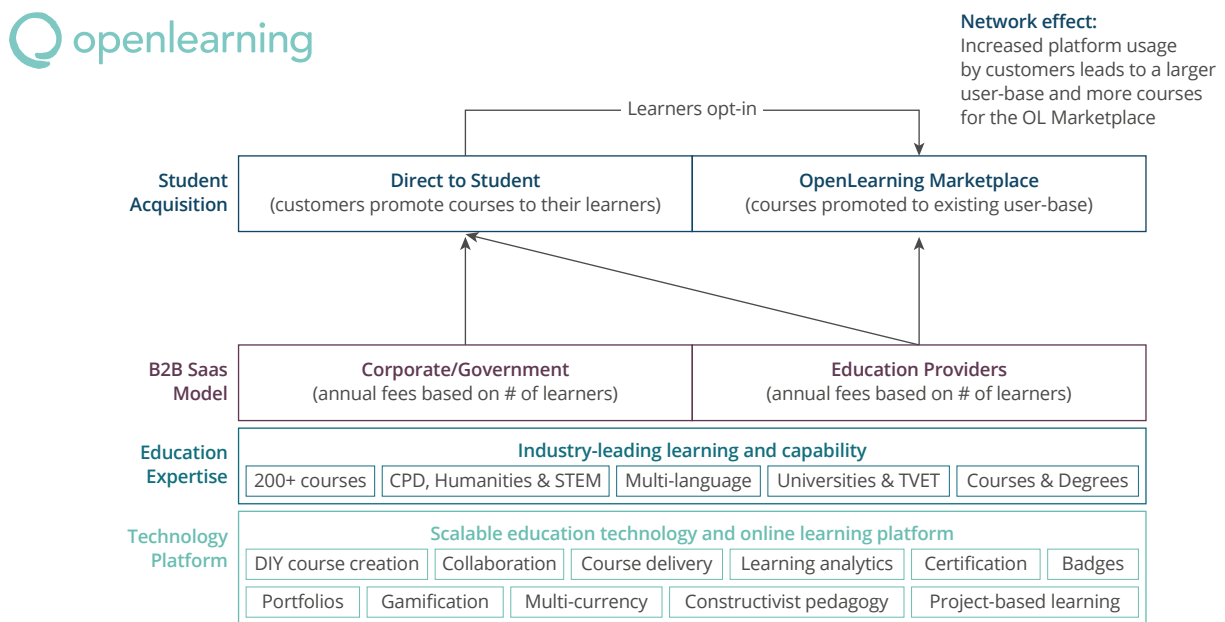 openlearning
Network effect:
Increased platform usage
by customers leads to a larger
user-base and more courses
for the OL Marketplace
Learners opt-in
Student
Acquisition
Direct to Student
(customers promote courses to their learners)
OpenLearning Marketplace
(courses promoted to existing user-base)
B2B Saas
Model
Corporate/Government
(annual fees based on # of learners)
Education Providers
(annual fees based on # of learners)
Education
Expertise
Industry-leading learning and capability
200+ courses
CPD, Humanities & STEM
Multi-language
Universities & TVET
Courses & Degrees
Technology
Platform
Scalable education technology and online learning platform
DIY course creation
Collaboration
Course delivery
Learning analytics
Certification
Badges
Portfolios
Gamification
Multi-currency
Constructivist pedagogy
Project-based learning